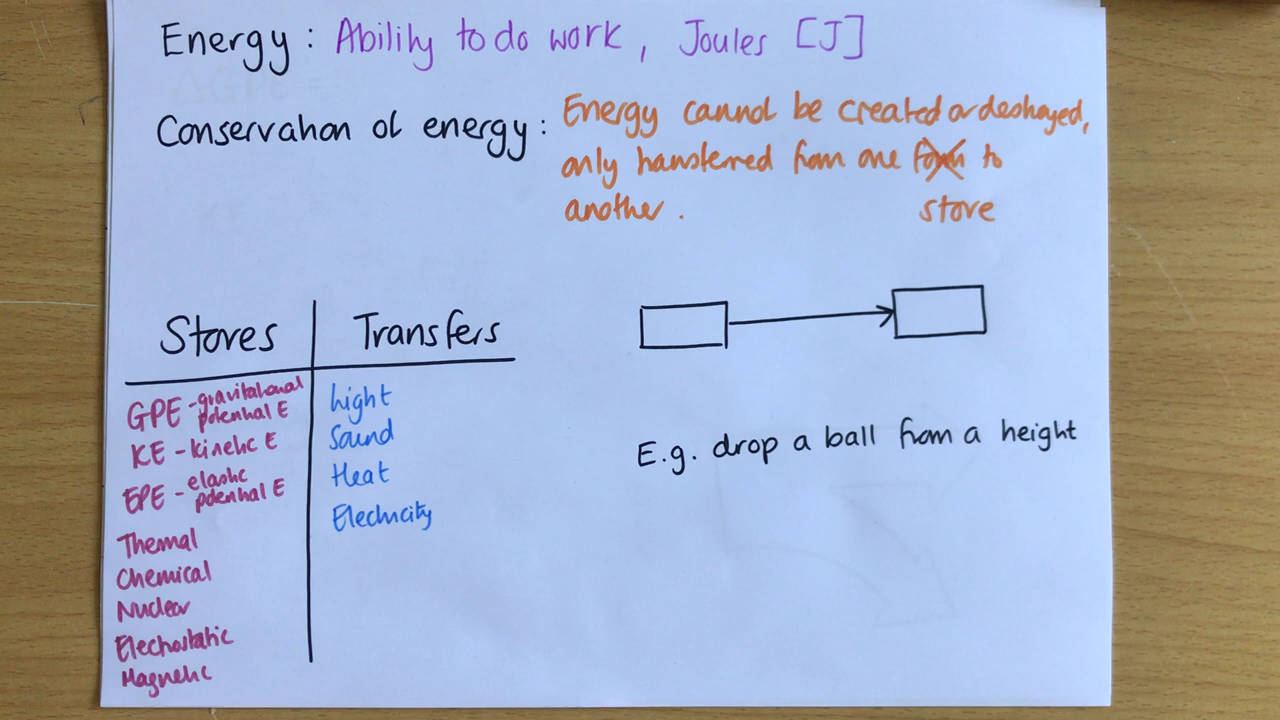 Energy : Ability to do work , Joules [J]
Conservation of energy : Energy cannot be created or destroyed,
only transferred from one form to
another . store
Stores Transfers
GPE - gravitational potential E
KE - kinetic E
EPE - elastic potential E
Thermal
Chemical
Nuclear
Electrostatic
Magnetic
Light
Sound
Heat
Electricity
E.g. drop a ball from a height